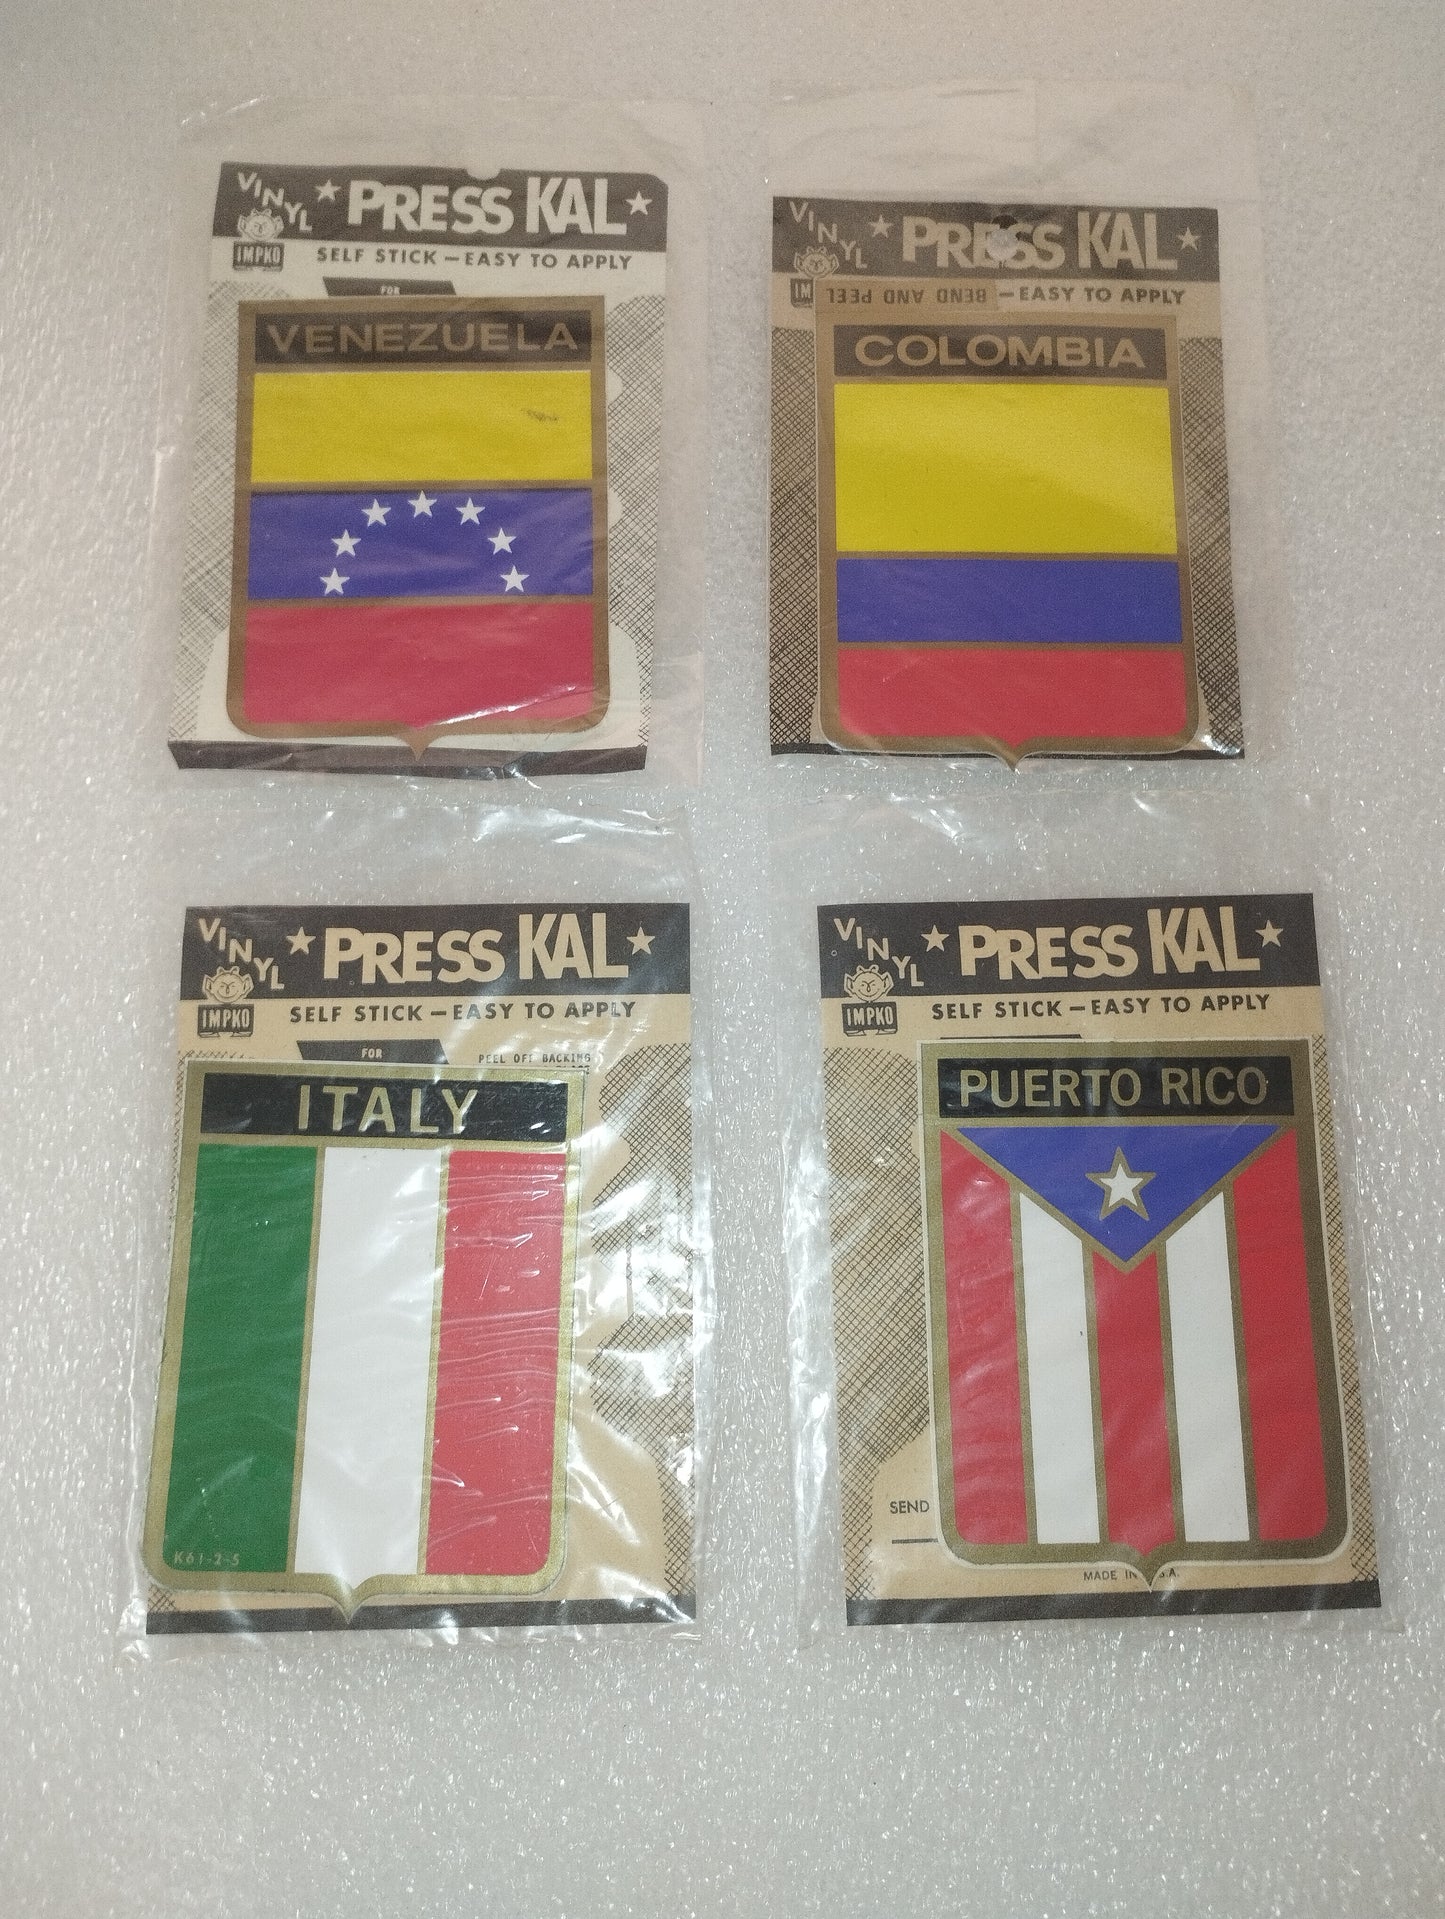 VINYL ★ PRESS KAL ★
IMPKO
SELF STICK — EASY TO APPLY
FOR
VENEZUELA
VINYL ★ PRESS KAL ★
IM
BEND AND PEEL — EASY TO APPLY
COLOMBIA
VINYL ★ PRESS KAL ★
IMPKO
SELF STICK — EASY TO APPLY
FOR
PEEL OFF BACKING
ITALY
K61-2-5
VINYL ★ PRESS KAL ★
IMPKO
SELF STICK — EASY TO APPLY
PUERTO RICO
SEND
MADE IN S.A.